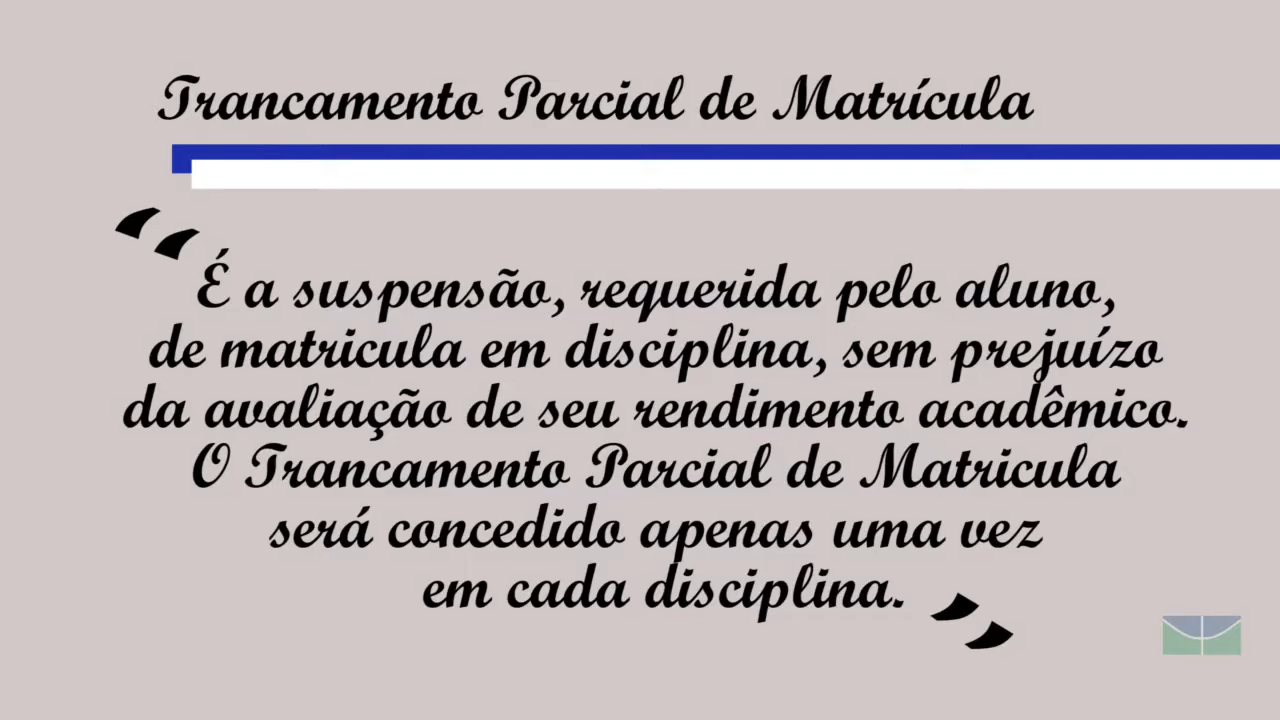 Trancamento Parcial de Matrícula
“É a suspensão, requerida pelo aluno,
de matricula em disciplina, sem prejuízo
da avaliação de seu rendimento acadêmico.
O Trancamento Parcial de Matricula
será concedido apenas uma vez
em cada disciplina.”